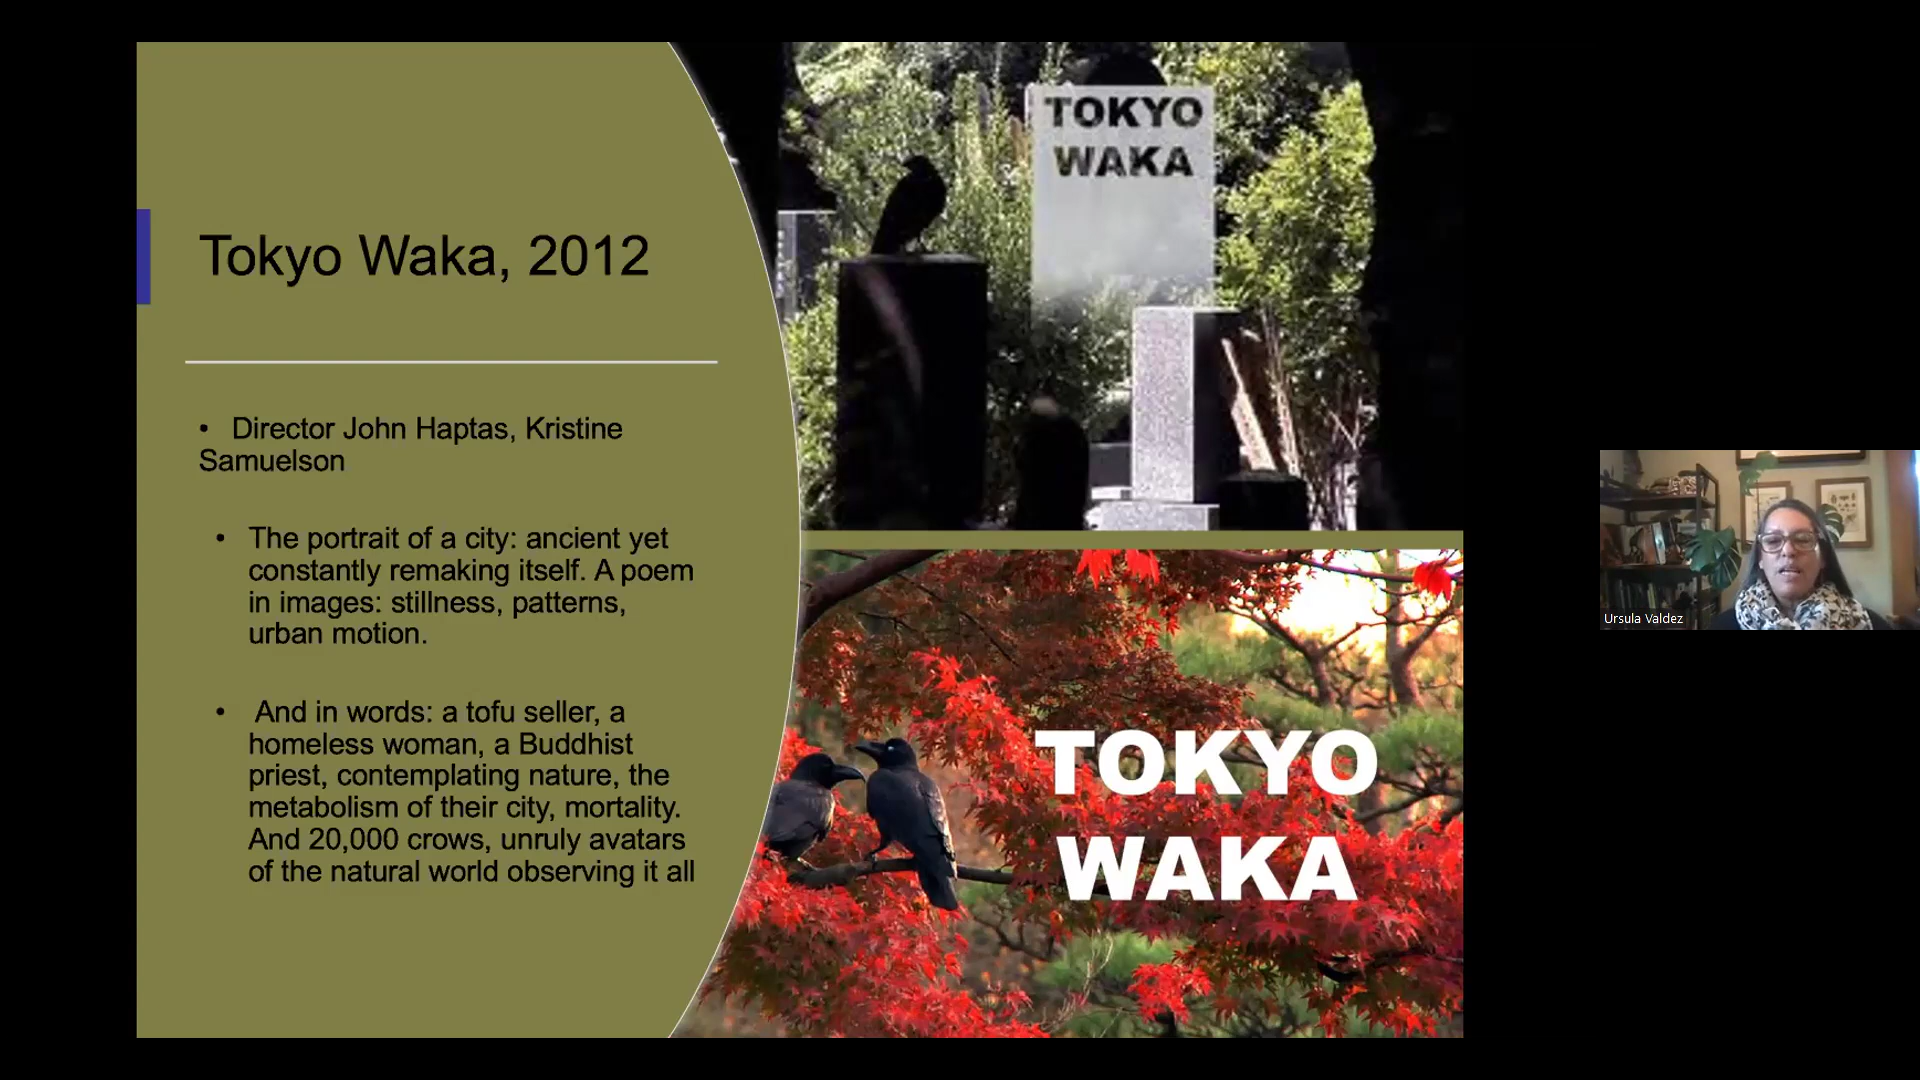 Tokyo Waka, 2012
• Director John Haptas, Kristine
Samuelson
• The portrait of a city: ancient yet
constantly remaking itself. A poem
in images: stillness, patterns,
urban motion.
• And in words: a tofu seller, a
homeless woman, a Buddhist
priest, contemplating nature, the
metabolism of their city, mortality.
And 20,000 crows, unruly avatars
of the natural world observing it all
TOKYO
WAKA
TOKYO
WAKA
Ursula Valdez